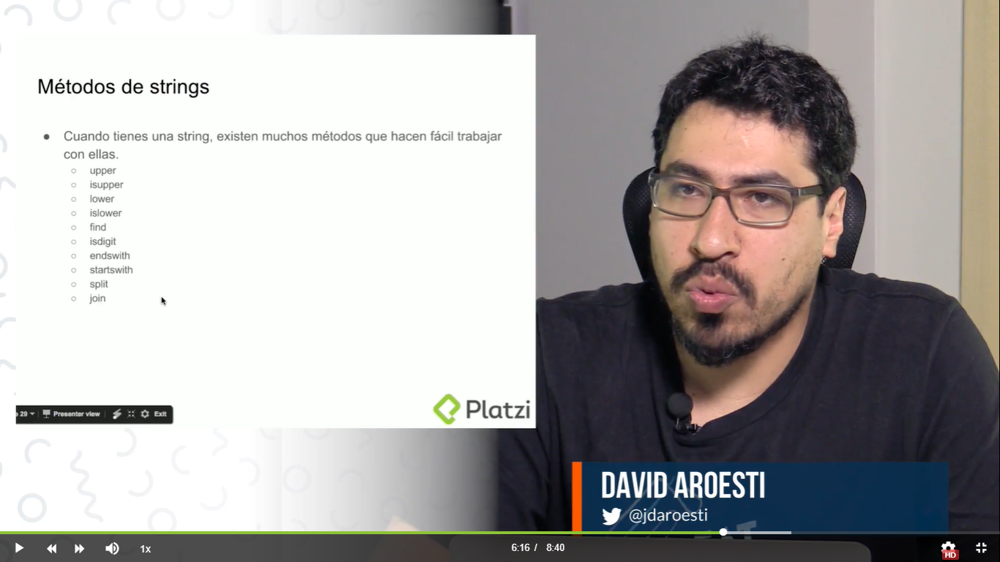 Métodos de strings
● Cuando tienes una string, existen muchos métodos que hacen fácil trabajar
con ellas.
○ upper
○ isupper
○ lower
○ islower
○ find
○ isdigit
○ endswith
○ startswith
○ split
○ join
29
Presenter view
Exit
Platzi
DAVID AROESTI
@jdaroesti
1x
6:16 / 8:40
HD